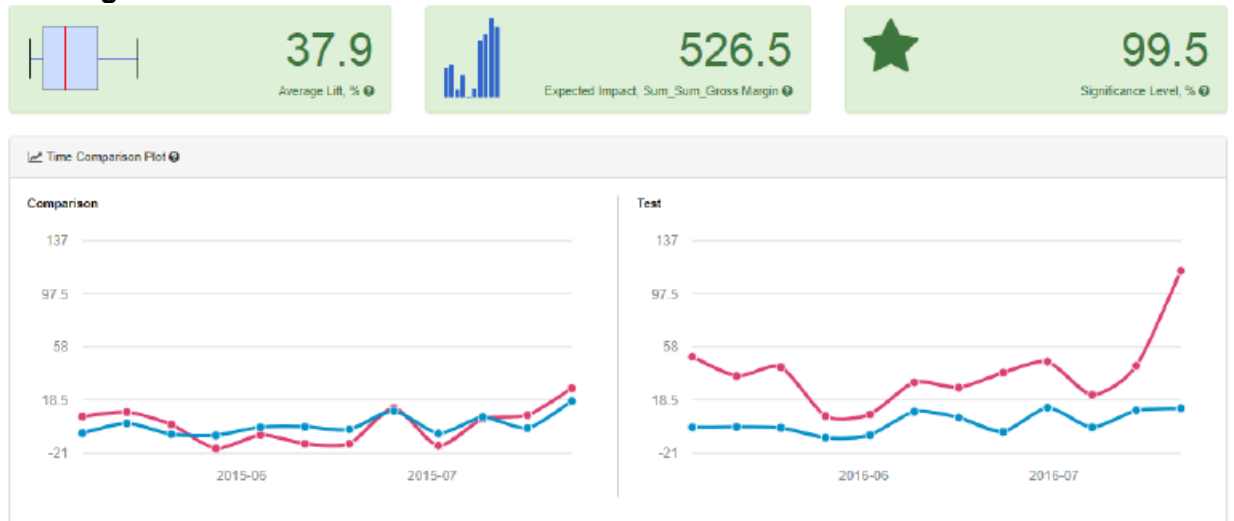 37.9
Average Lift, %
526.5
Expected Impact, Sum_Sum_Gross Margin
99.5
Significance Level, %
Time Comparison Plot
Comparison
137
97.5
58
18.5
-21
2015-06 2015-07
Test
137
97.5
58
18.5
-21
2016-06 2016-07